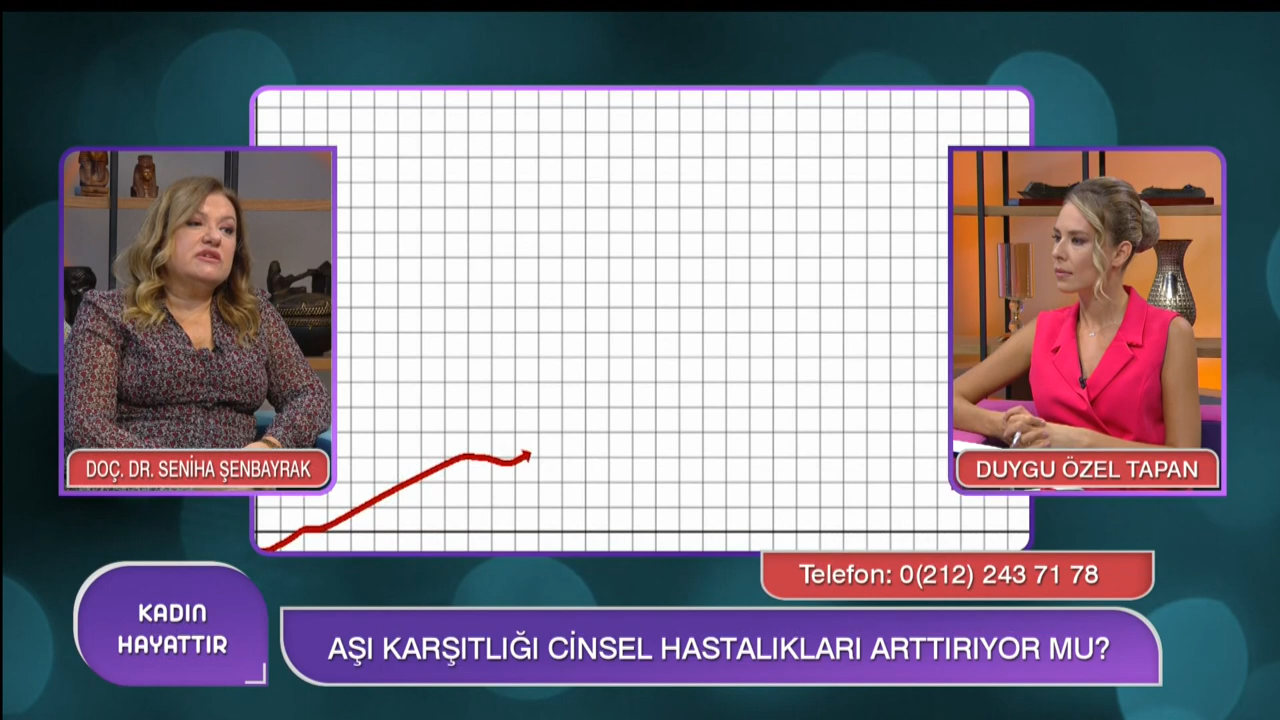 DOÇ. DR. SENİHA ŞENBAYRAK
DUYGU ÖZEL TAPAN
Telefon: 0(212) 243 71 78
KADIN
HAYATTIR
AŞI KARŞITLIĞI CİNSEL HASTALIKLARI ARTTIRIYOR MU?